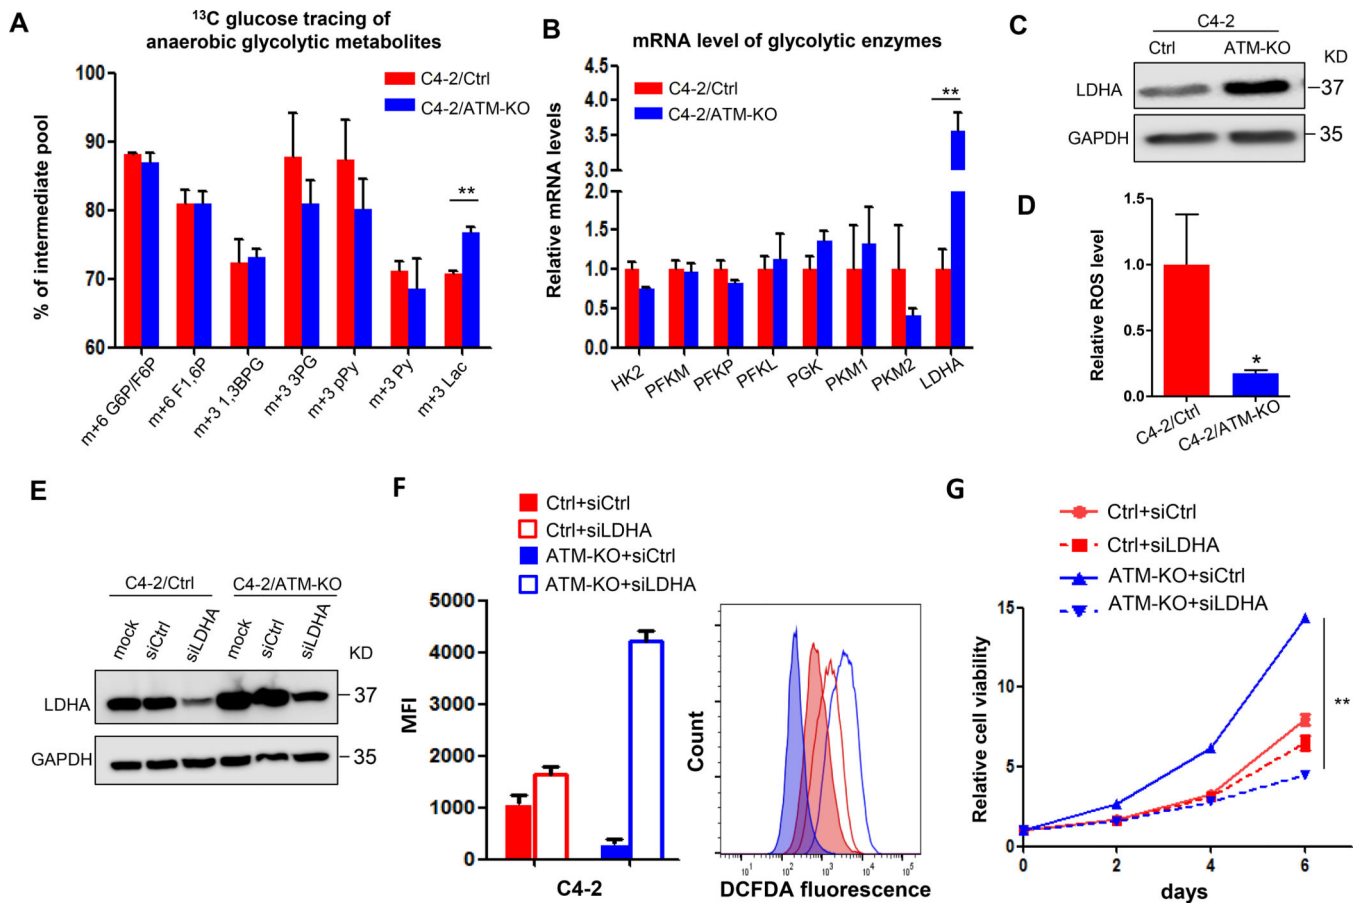 A
¹³C glucose tracing of
anaerobic glycolytic metabolites
C4-2/Ctrl
C4-2/ATM-KO
% of intermediate pool
100
90
80
70
60
m+6 G6P/F6P
m+6 F1,6P
m+3 1,3BPG
m+3 3PG
m+3 pPy
m+3 Py
m+3 Lac
**
B
mRNA level of glycolytic enzymes
C4-2/Ctrl
C4-2/ATM-KO
Relative mRNA levels
4.5
4.0
3.5
3.0
2.0
1.5
1.0
0.5
0.0
HK2
PFKM
PFKP
PFKL
PGK
PKM1
PKM2
LDHA
**
C
C4-2
Ctrl ATM-KO
KD
LDHA 37
GAPDH 35
D
Relative ROS level
1.5
1.0
0.5
0.0
*
C4-2/Ctrl
C4-2/ATM-KO
E
C4-2/Ctrl C4-2/ATM-KO
mock siCtrl siLDHA mock siCtrl siLDHA
KD
LDHA 37
GAPDH 35
F
Ctrl+siCtrl
Ctrl+siLDHA
ATM-KO+siCtrl
ATM-KO+siLDHA
MFI
5000
4000
3000
2000
1000
0
C4-2
Count
10¹ 10² 10³ 10⁴ 10⁵
DCFDA fluorescence
G
Ctrl+siCtrl
Ctrl+siLDHA
ATM-KO+siCtrl
ATM-KO+siLDHA
Relative cell viability
15
10
5
0
0 2 4 6
days
**